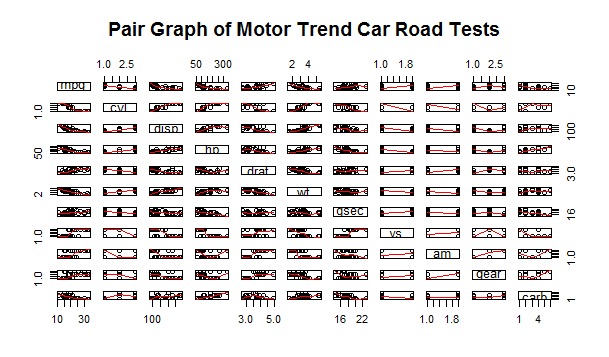 Pair Graph of Motor Trend Car Road Tests
1.0 2.5 50 300 2 4 1.0 1.8 1.0 2.5
mpg 10
1.0 cyl
disp 100
50 hp
drat 3.0
2 wt
qsec 16
1.0 vs
am 1.0
1.0 gear
carb 1
10 30 100 3.0 5.0 16 22 1.0 1.8 1 4